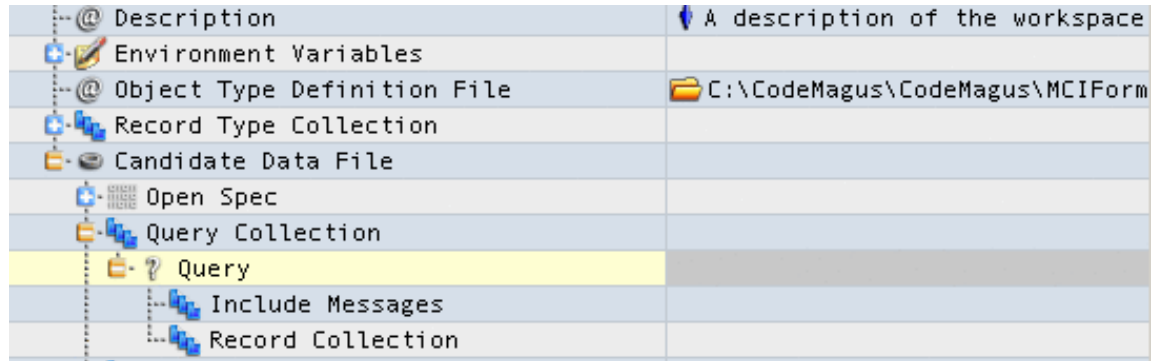 @ Description A description of the workspace
Environment Variables
@ Object Type Definition File C:\CodeMagus\CodeMagus\MCIForm
Record Type Collection
Candidate Data File
Open Spec
Query Collection
? Query
Include Messages
Record Collection